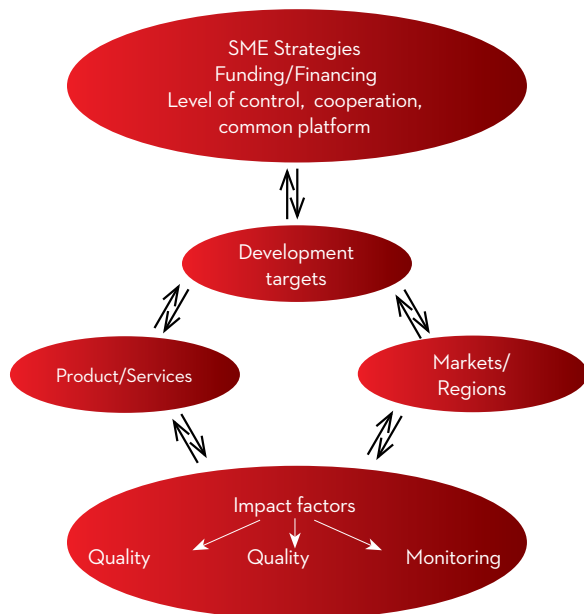 SME Strategies
Funding/Financing
Level of control, cooperation,
common platform
Development
targets
Product/Services
Markets/
Regions
Impact factors
Quality
Quality
Monitoring